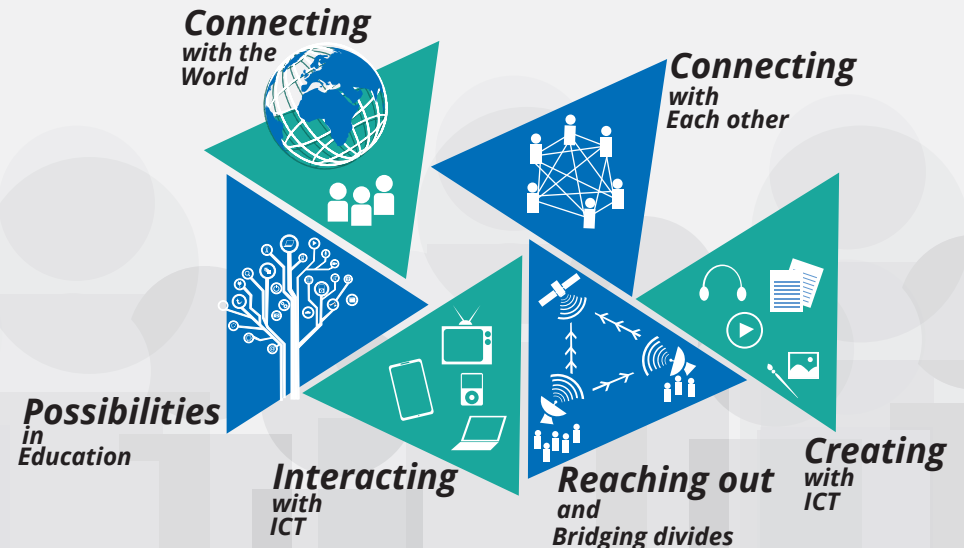 Connecting
with the
World
Connecting
with
Each other
Possibilities
in
Education
Interacting
with
ICT
Reaching out
and
Bridging divides
Creating
with
ICT